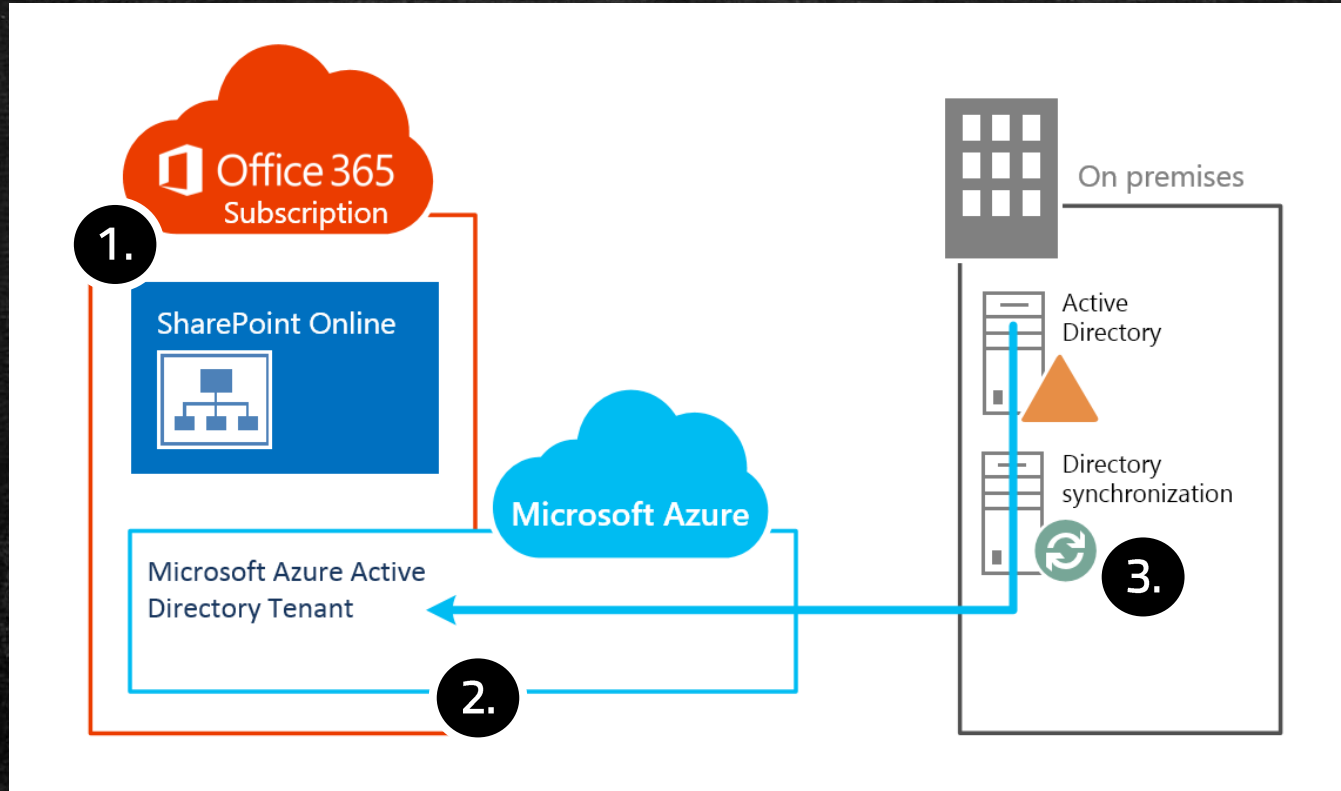 Office 365
Subscription
1.
SharePoint Online
Microsoft Azure
Microsoft Azure Active
Directory Tenant
2.
On premises
Active
Directory
Directory
synchronization
3.